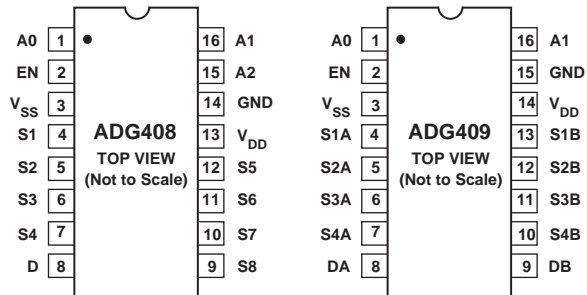 A0 1 16 A1
EN 2 15 A2
VSS 3 14 GND
S1 4 13 VDD
S2 5 12 S5
S3 6 11 S6
S4 7 10 S7
D 8 9 S8
ADG408
TOP VIEW
(Not to Scale)
A0 1 16 A1
EN 2 15 GND
VSS 3 14 VDD
S1A 4 13 S1B
S2A 5 12 S2B
S3A 6 11 S3B
S4A 7 10 S4B
DA 8 9 DB
ADG409
TOP VIEW
(Not to Scale)